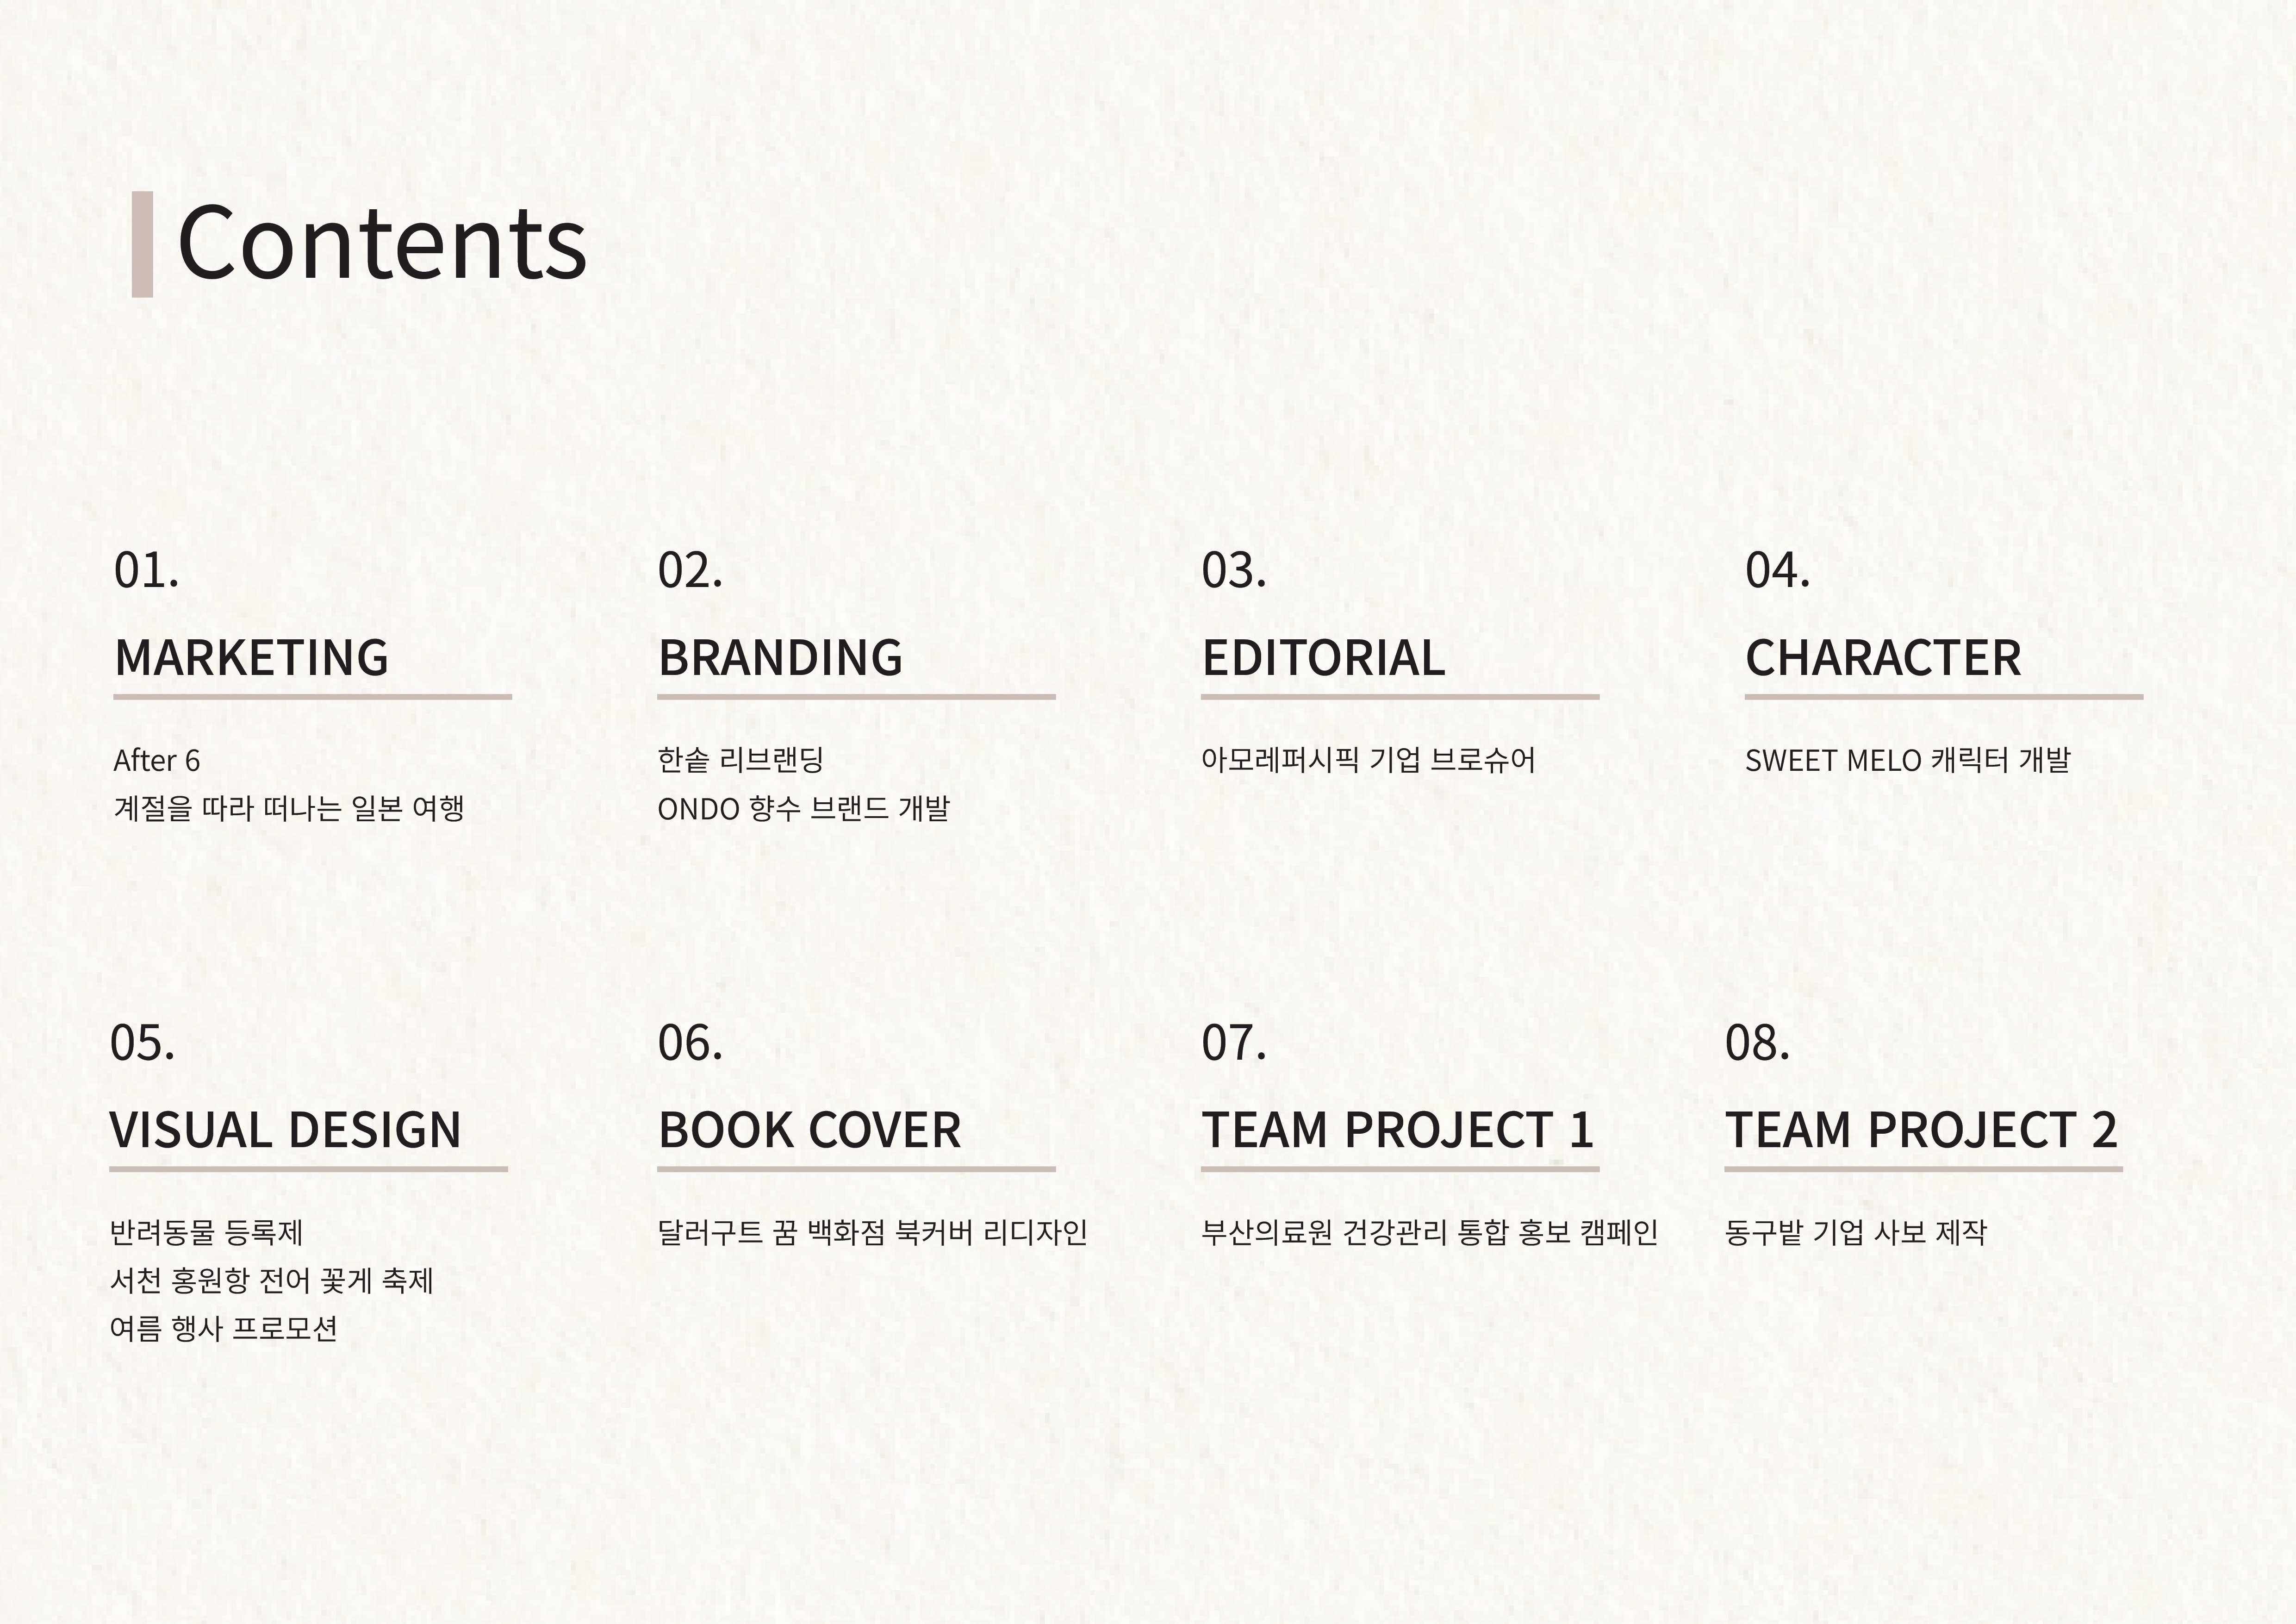 Contents
01.
MARKETING
After 6
계절을 따라 떠나는 일본 여행
02.
BRANDING
한솥 리브랜딩
ONDO 향수 브랜드 개발
03.
EDITORIAL
아모레퍼시픽 기업 브로슈어
04.
CHARACTER
SWEET MELO 캐릭터 개발
05.
VISUAL DESIGN
반려동물 등록제
서천 홍원항 전어 꽃게 축제
여름 행사 프로모션
06.
BOOK COVER
달러구트 꿈 백화점 북커버 리디자인
07.
TEAM PROJECT 1
부산의료원 건강관리 통합 홍보 캠페인
08.
TEAM PROJECT 2
동구밭 기업 사보 제작